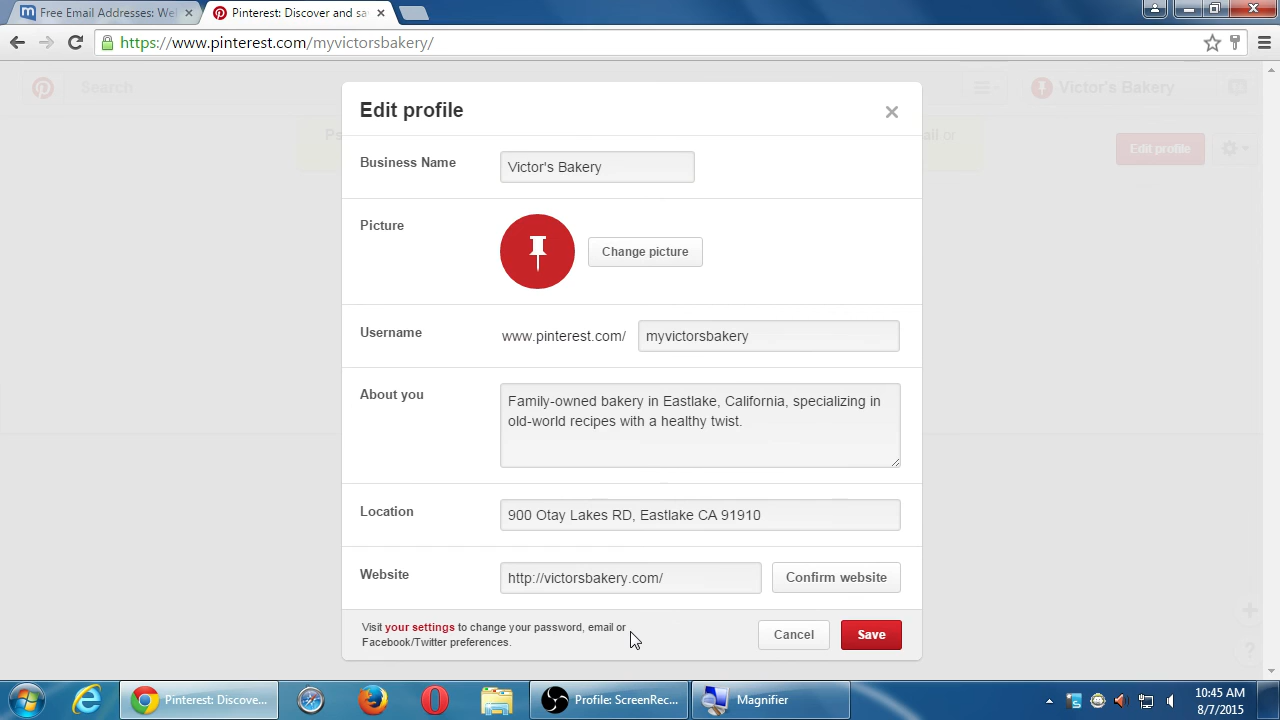 Free Email Addresses: Wel
Pinterest: Discover and sa
https://www.pinterest.com/myvictorsbakery/
Search
Victor's Bakery
Edit profile
Edit profile
Business Name
Victor's Bakery
Picture
Change picture
Username
www.pinterest.com/
myvictorsbakery
About you
Family-owned bakery in Eastlake, California, specializing in
old-world recipes with a healthy twist.
Location
900 Otay Lakes RD, Eastlake CA 91910
Website
http://victorsbakery.com/
Confirm website
Visit your settings to change your password, email or
Facebook/Twitter preferences.
Cancel
Save
Pinterest: Discove...
Profile: ScreenRec...
Magnifier
10:45 AM
8/7/2015